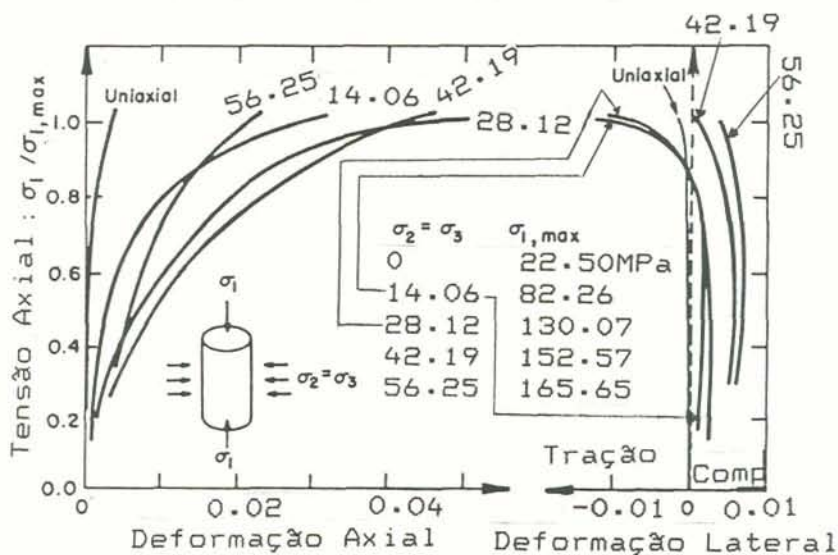 42.19
56.25
Uniaxial
56.25
14.06
42.19
28.12
Uniaxial
Tensão Axial: σ₁/σ₁,max
1.0
0.8
0.6
0.4
0.2
0.0
σ₂ = σ₃ σ₁,max
0 22.50MPa
14.06 82.26
28.12 130.07
42.19 152.57
56.25 165.65
σ₁
σ₂=σ₃
σ₁
Tração
Comp
0 0.02 0.04
-0.01 0 0.01
Deformação Axial
Deformação Lateral